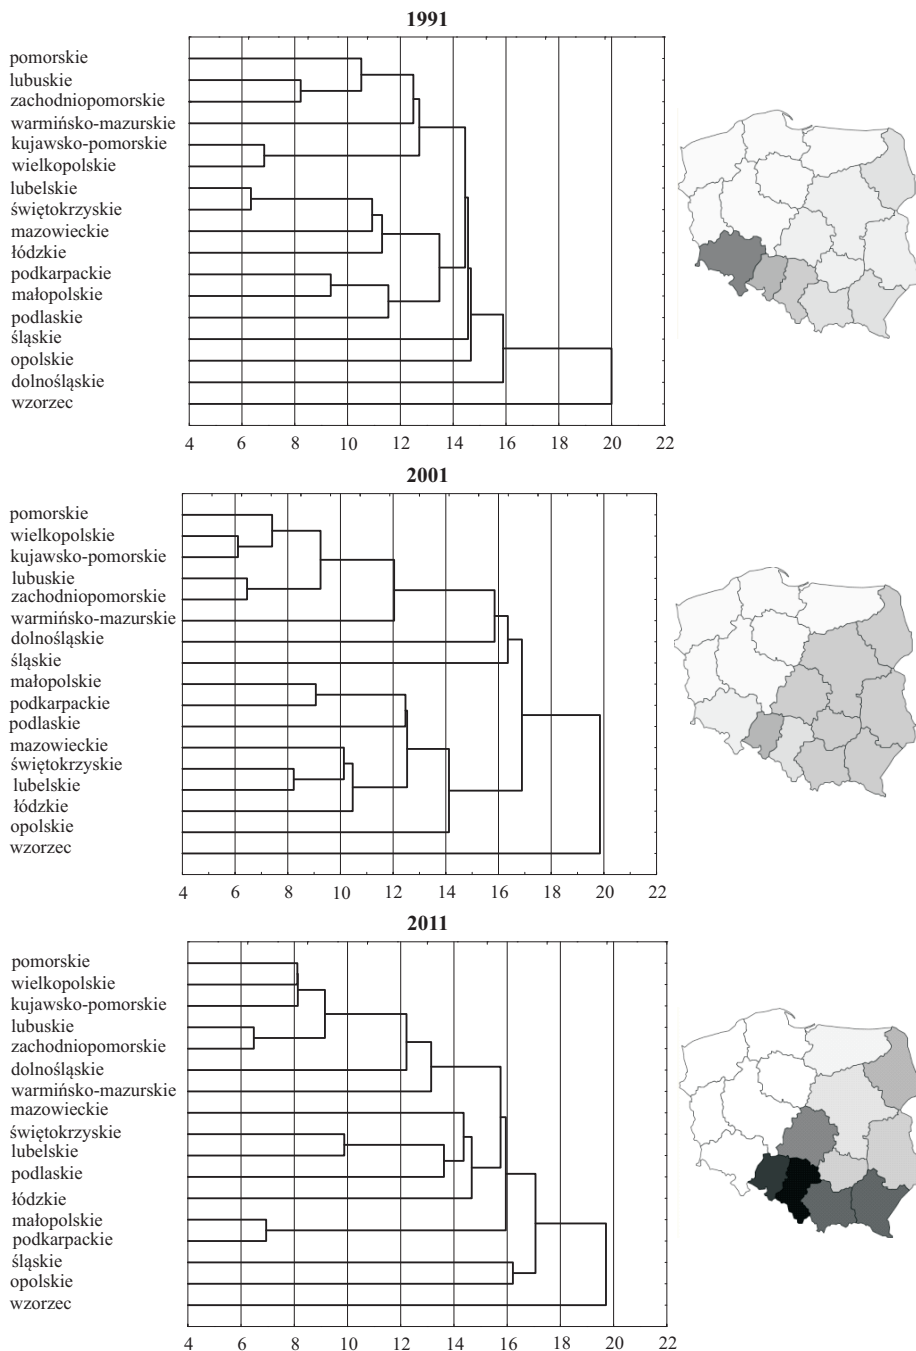 1991
pomorskie
lubuskie
zachodniopomorskie
warmińsko-mazurskie
kujawsko-pomorskie
wielkopolskie
lubelskie
świętokrzyskie
mazowieckie
łódzkie
podkarpackie
małopolskie
podlaskie
śląskie
opolskie
dolnośląskie
wzorzec
4 6 8 10 12 14 16 18 20 22
2001
pomorskie
wielkopolskie
kujawsko-pomorskie
lubuskie
zachodniopomorskie
warmińsko-mazurskie
dolnośląskie
śląskie
małopolskie
podkarpackie
podlaskie
mazowieckie
świętokrzyskie
lubelskie
łódzkie
opolskie
wzorzec
4 6 8 10 12 14 16 18 20 22
2011
pomorskie
wielkopolskie
kujawsko-pomorskie
lubuskie
zachodniopomorskie
dolnośląskie
warmińsko-mazurskie
mazowieckie
świętokrzyskie
lubelskie
podlaskie
łódzkie
małopolskie
podkarpackie
śląskie
opolskie
wzorzec
4 6 8 10 12 14 16 18 20 22